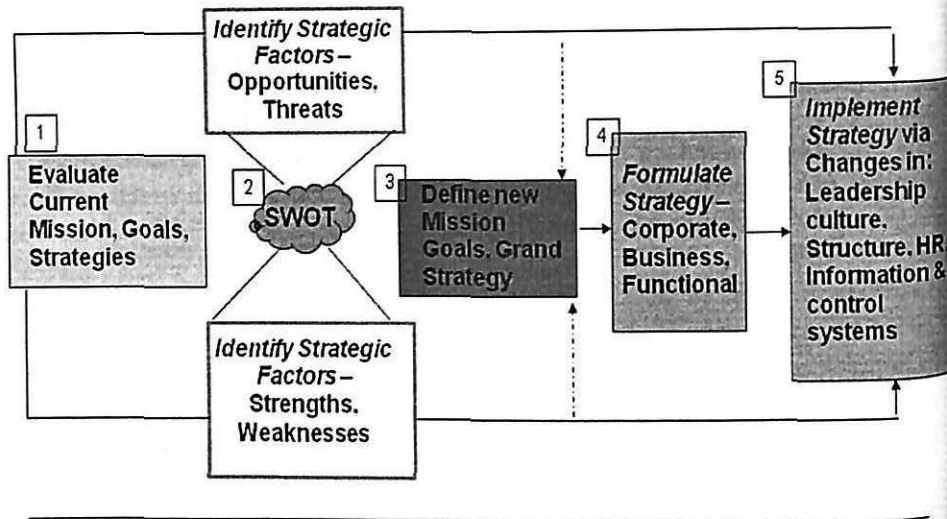 Identify Strategic
Factors –
Opportunities,
Threats
1
Evaluate
Current
Mission, Goals,
Strategies
2
SWOT
Identify Strategic
Factors –
Strengths,
Weaknesses
3
Define new
Mission
Goals, Grand
Strategy
4
Formulate
Strategy –
Corporate,
Business,
Functional
5
Implement
Strategy via
Changes in:
Leadership
culture,
Structure, HR
Information &
control
systems